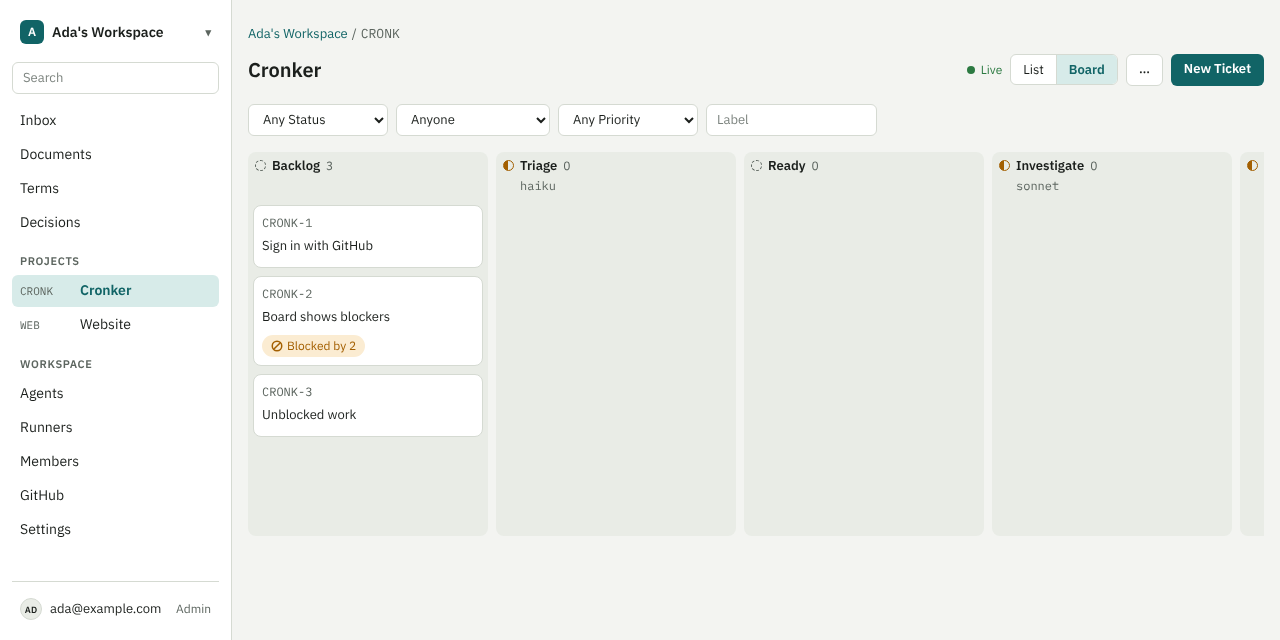 A Ada's Workspace ▾
Search
Inbox
Documents
Terms
Decisions
PROJECTS
CRONK Cronker
WEB Website
WORKSPACE
Agents
Runners
Members
GitHub
Settings
AD ada@example.com Admin
Ada's Workspace / CRONK
Cronker
Live List Board ... New Ticket
Any Status Anyone Any Priority Label
Backlog 3
CRONK-1
Sign in with GitHub
CRONK-2
Board shows blockers
Blocked by 2
CRONK-3
Unblocked work
Triage 0
haiku
Ready 0
Investigate 0
sonnet